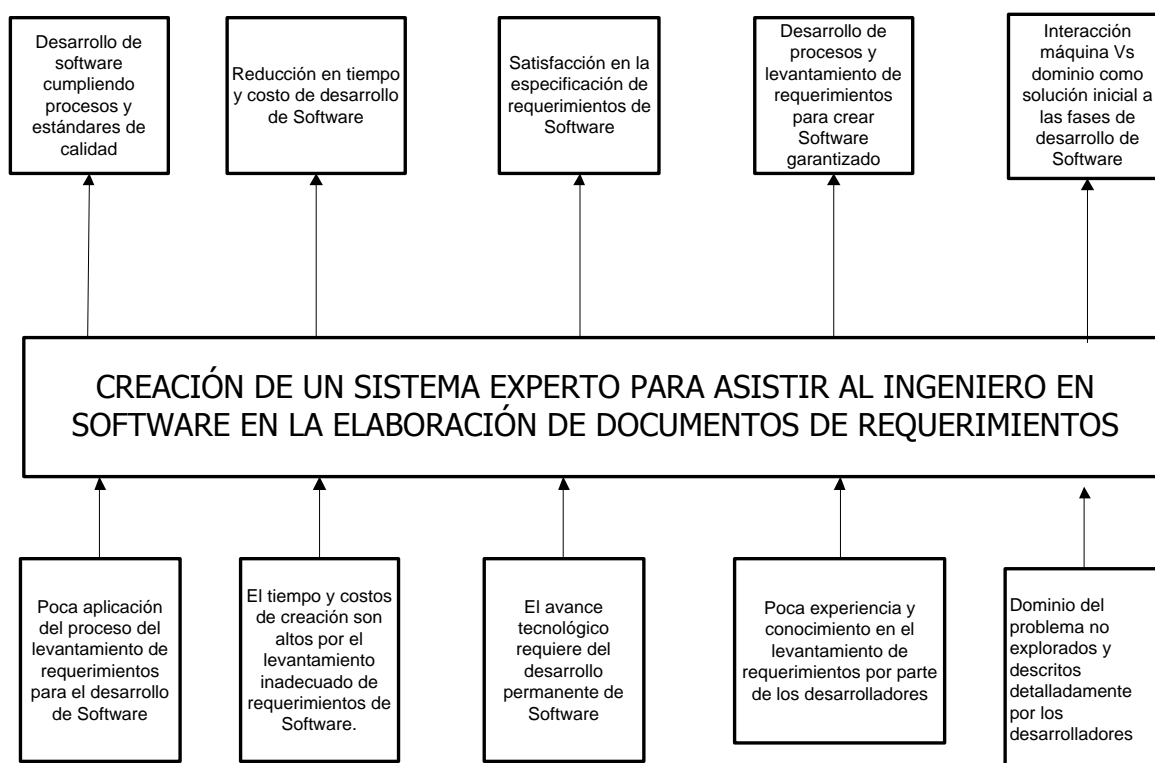 Desarrollo de
software
cumpliendo
procesos y
estándares de
calidad
Reducción en tiempo
y costo de desarrollo
de Software
Satisfacción en la
especificación de
requerimientos de
Software
Desarrollo de
procesos y
levantamiento de
requerimientos
para crear
Software
garantizado
Interacción
máquina Vs
dominio como
solución inicial a
las fases de
desarrollo de
Software
CREACIÓN DE UN SISTEMA EXPERTO PARA ASISTIR AL INGENIERO EN
SOFTWARE EN LA ELABORACIÓN DE DOCUMENTOS DE REQUERIMIENTOS
Poca aplicación
del proceso del
levantamiento de
requerimientos
para el desarrollo
de Software
El tiempo y costos
de creación son
altos por el
levantamiento
inadecuado de
requerimientos de
Software.
El avance
tecnológico
requiere del
desarrollo
permanente de
Software
Poca experiencia y
conocimiento en el
levantamiento de
requerimientos por parte
de los desarrolladores
Dominio del
problema no
explorados y
descritos
detalladamente
por los
desarrolladores